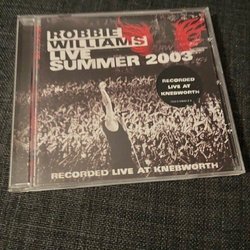 ROBBIE
WILLIAMS
LIVE
SUMMER 2003
RECORDED
LIVE AT
KNEBWORTH
RECORDED LIVE AT KNEBWORTH